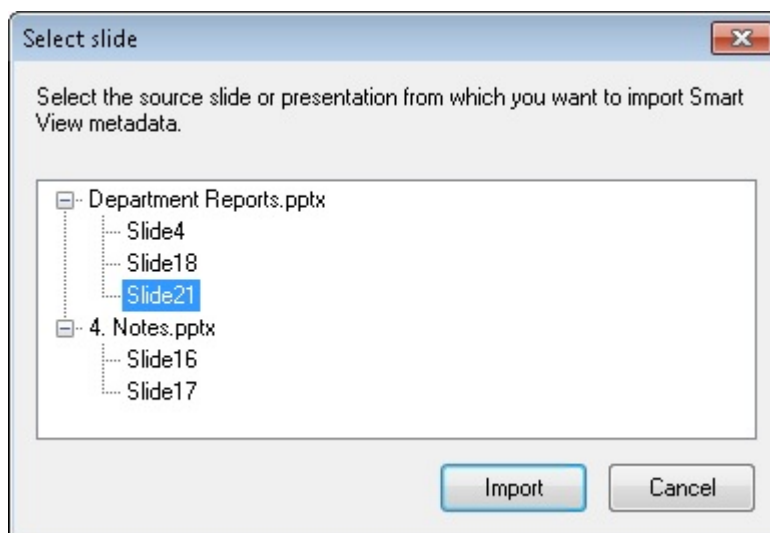 Select slide
Select the source slide or presentation from which you want to import Smart
View metadata.
Department Reports.pptx
Slide4
Slide18
Slide21
4. Notes.pptx
Slide16
Slide17
Import
Cancel